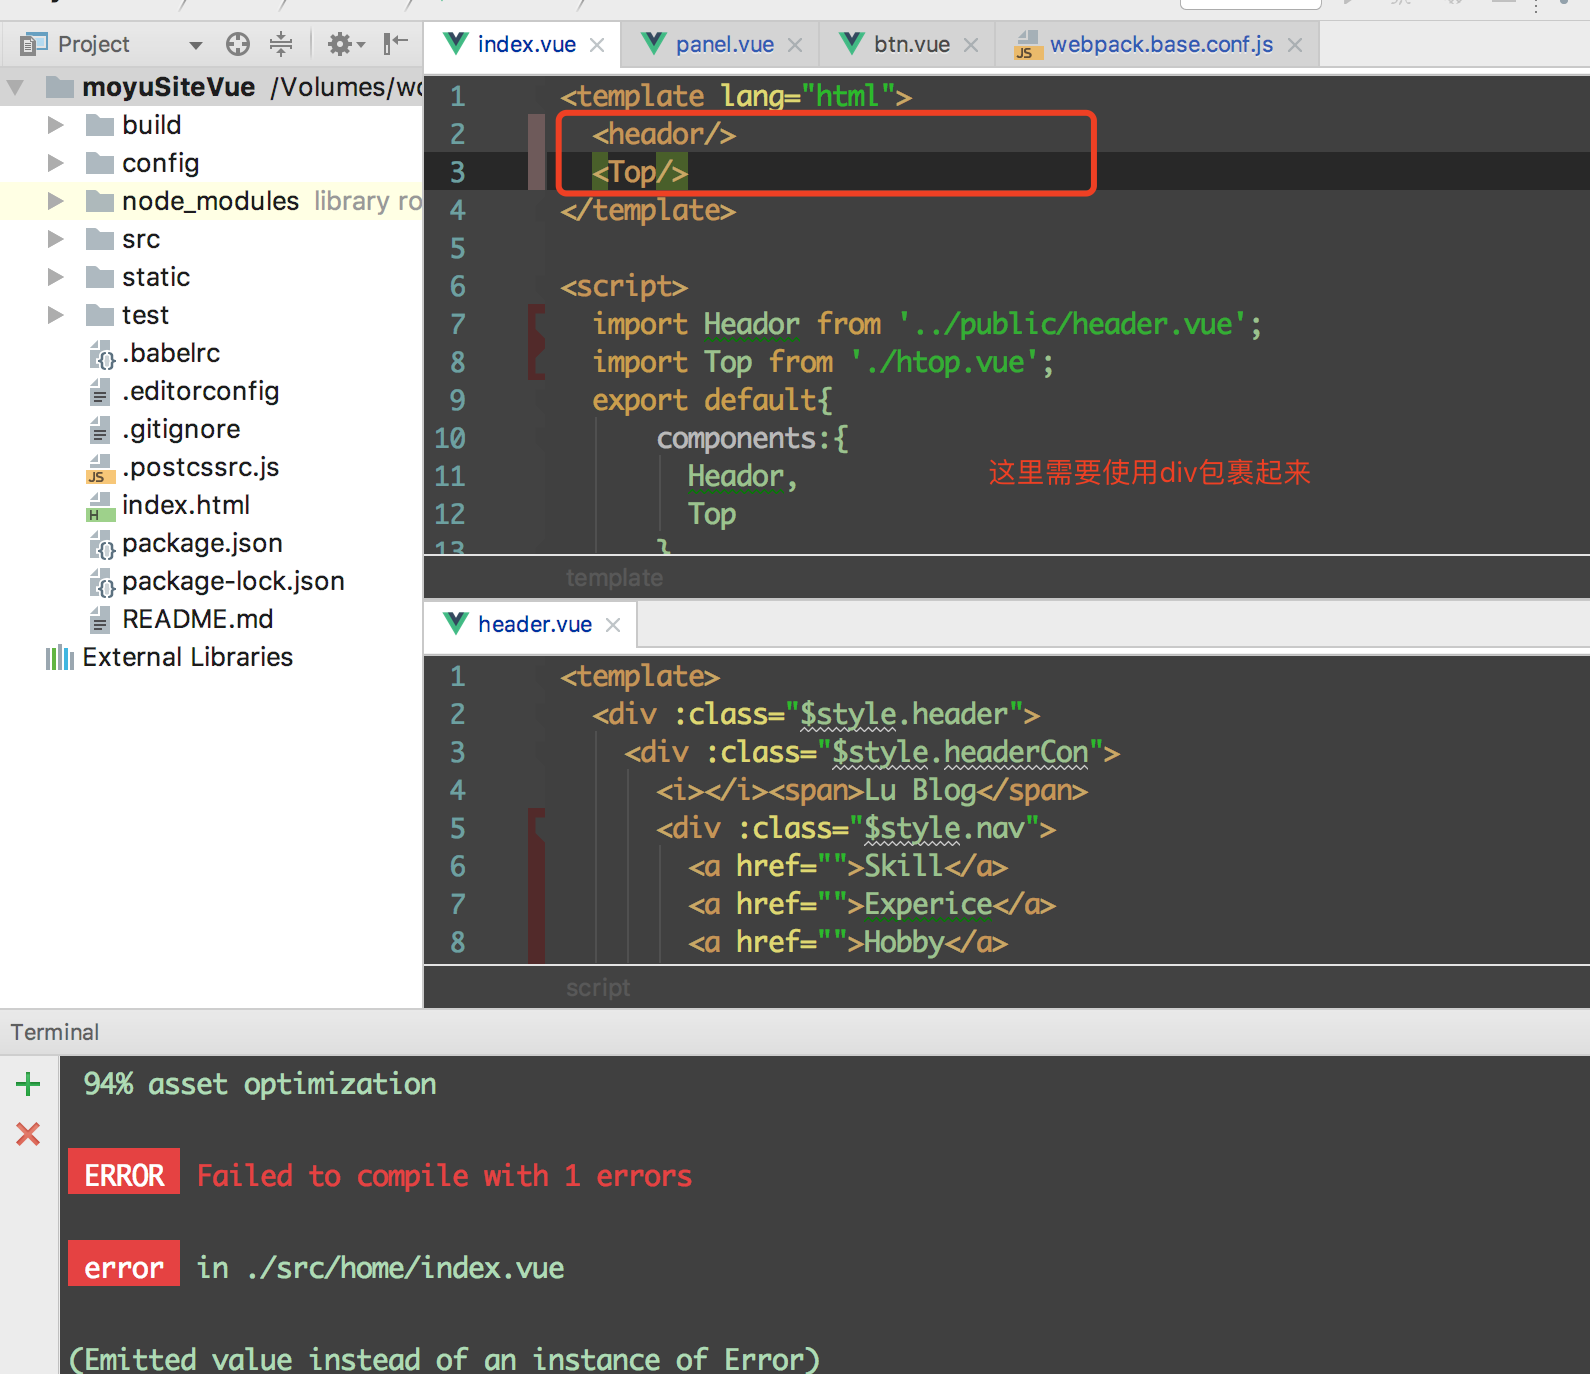 Project
index.vue
panel.vue
btn.vue
webpack.base.conf.js
moyuSiteVue /Volumes/wo
build
config
node_modules library ro
src
static
test
.babelrc
.editorconfig
.gitignore
.postcssrc.js
index.html
package.json
package-lock.json
README.md
External Libraries
1 <template lang="html">
2 <heador/>
3 <Top/>
4 </template>
5
6 <script>
7 import Heador from '../public/header.vue';
8 import Top from './htop.vue';
9 export default{
10 components:{
11 Heador,
12 Top
13 }
这里需要使用div包裹起来
template
header.vue
1 <template>
2 <div :class="$style.header">
3 <div :class="$style.headerCon">
4 <i></i><span>Lu Blog</span>
5 <div :class="$style.nav">
6 <a href="">Skill</a>
7 <a href="">Experice</a>
8 <a href="">Hobby</a>
script
Terminal
94% asset optimization
ERROR Failed to compile with 1 errors
error in ./src/home/index.vue
(Emitted value instead of an instance of Error)